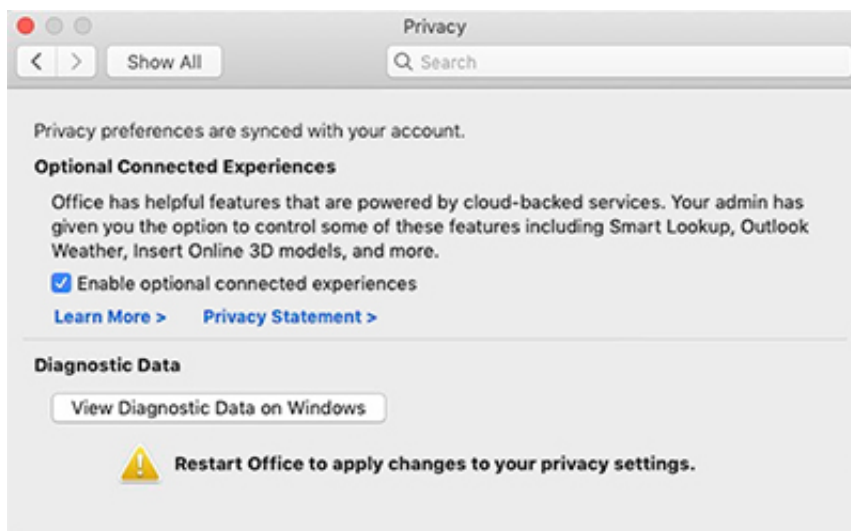 Privacy
Show All
Search
Privacy preferences are synced with your account.
Optional Connected Experiences
Office has helpful features that are powered by cloud-backed services. Your admin has
given you the option to control some of these features including Smart Lookup, Outlook
Weather, Insert Online 3D models, and more.
Enable optional connected experiences
Learn More > Privacy Statement >
Diagnostic Data
View Diagnostic Data on Windows
Restart Office to apply changes to your privacy settings.